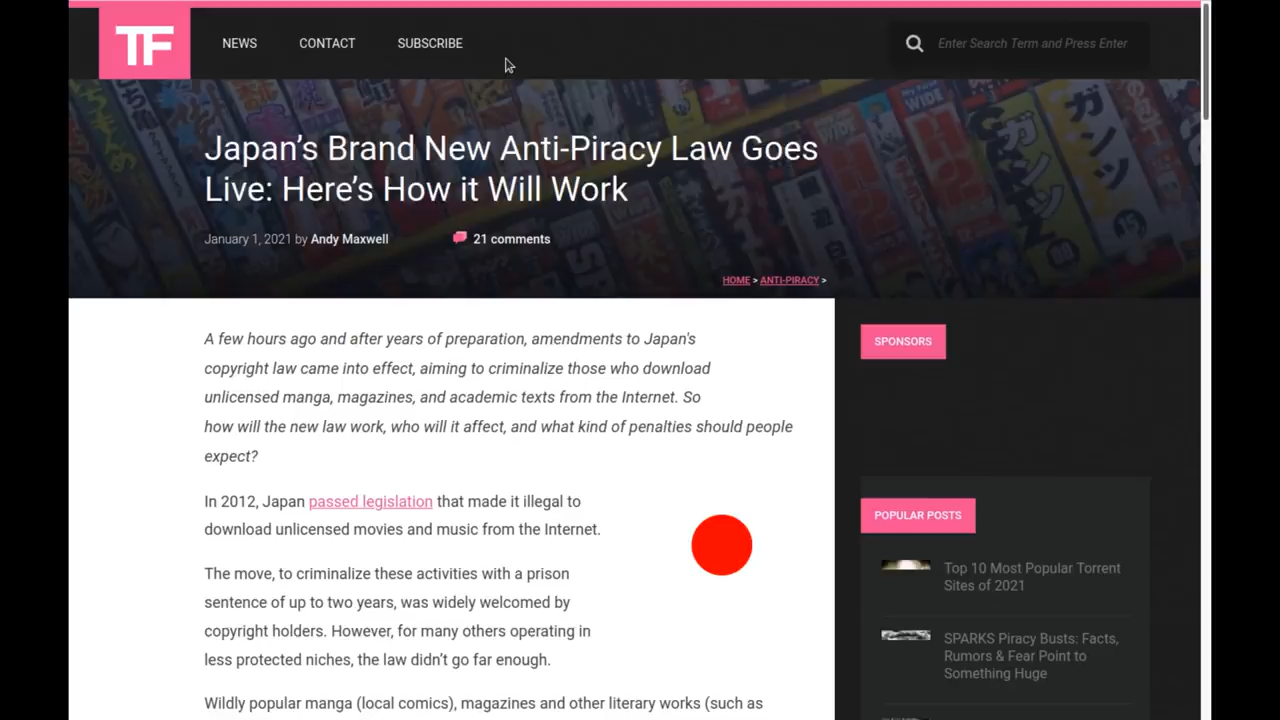 TF
NEWS
CONTACT
SUBSCRIBE
Enter Search Term and Press Enter
Japan’s Brand New Anti-Piracy Law Goes
Live: Here’s How it Will Work
January 1, 2021 by Andy Maxwell
21 comments
HOME > ANTI-PIRACY >
A few hours ago and after years of preparation, amendments to Japan's
copyright law came into effect, aiming to criminalize those who download
unlicensed manga, magazines, and academic texts from the Internet. So
how will the new law work, who will it affect, and what kind of penalties should people
expect?
In 2012, Japan passed legislation that made it illegal to
download unlicensed movies and music from the Internet.
The move, to criminalize these activities with a prison
sentence of up to two years, was widely welcomed by
copyright holders. However, for many others operating in
less protected niches, the law didn’t go far enough.
Wildly popular manga (local comics), magazines and other literary works (such as
SPONSORS
POPULAR POSTS
Top 10 Most Popular Torrent
Sites of 2021
SPARKS Piracy Busts: Facts,
Rumors & Fear Point to
Something Huge
WIDE
ガンツ
ガンツ